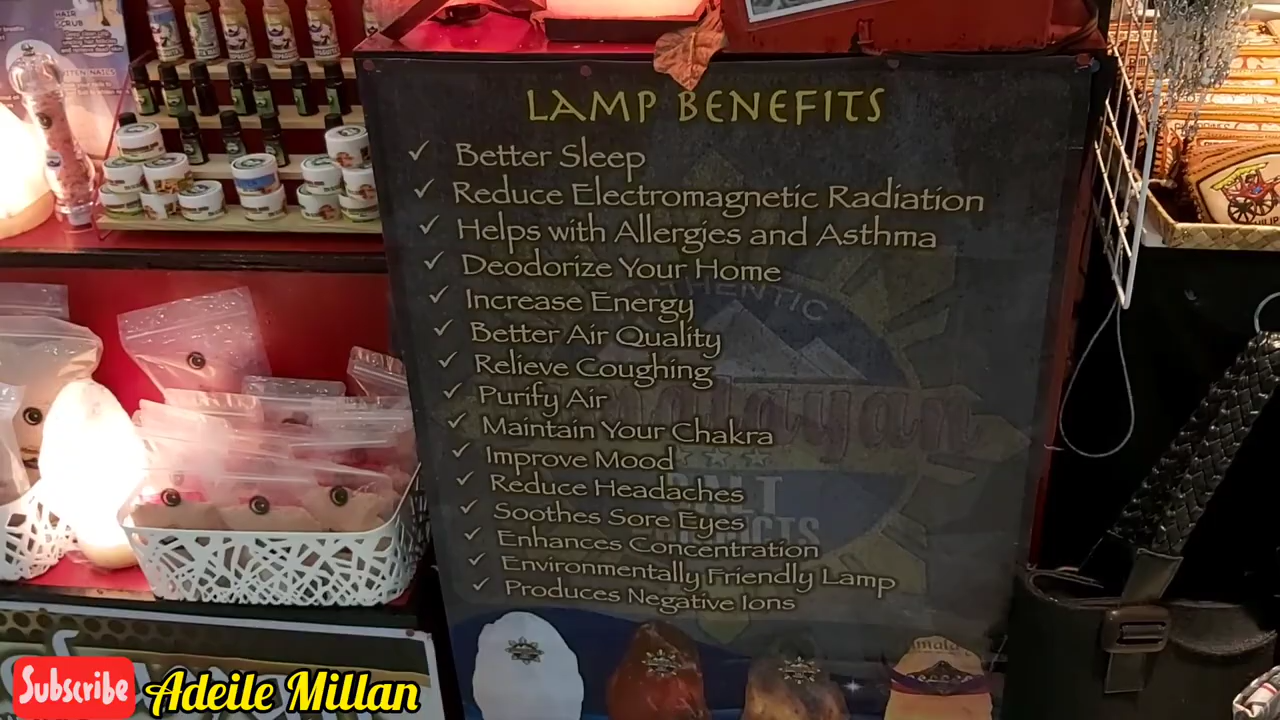 HAIR
SCRUB
LAMP BENEFITS
✓ Better Sleep
✓ Reduce Electromagnetic Radiation
✓ Helps with Allergies and Asthma
✓ Deodorize Your Home
✓ Increase Energy
✓ Better Air Quality
✓ Relieve Coughing
✓ Purify Air
✓ Maintain Your Chakra
✓ Improve Mood
✓ Reduce Headaches
✓ Soothes Sore Eyes
✓ Enhances Concentration
✓ Environmentally Friendly Lamp
✓ Produces Negative Ions
SALT
Subscribe
Adeile Millan